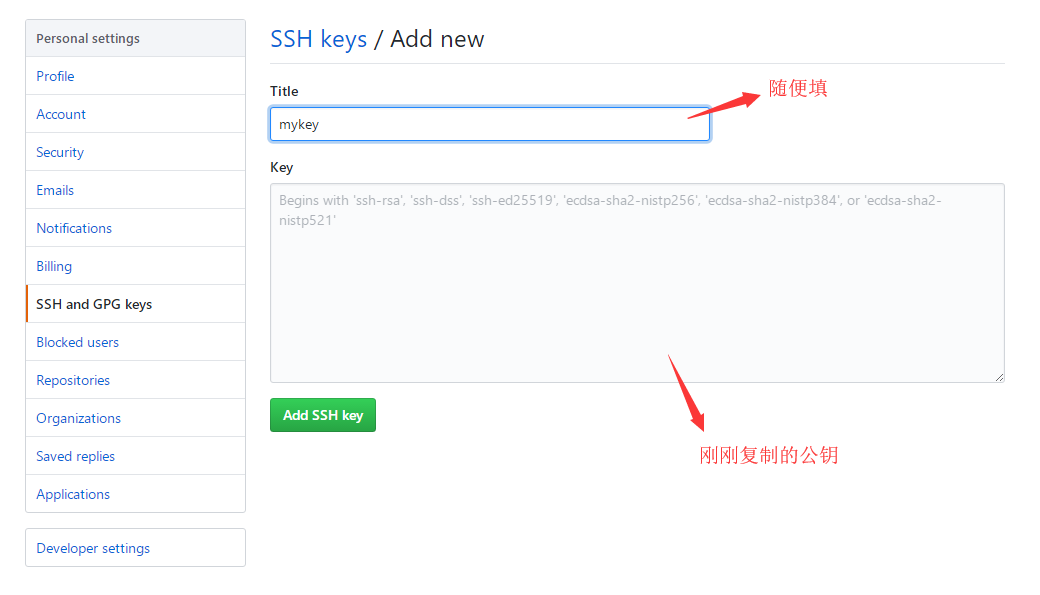 Personal settings
Profile
Account
Security
Emails
Notifications
Billing
SSH and GPG keys
Blocked users
Repositories
Organizations
Saved replies
Applications
Developer settings
SSH keys / Add new
Title
随便填
mykey
Key
Begins with 'ssh-rsa', 'ssh-dss', 'ssh-ed25519', 'ecdsa-sha2-nistp256', 'ecdsa-sha2-nistp384', or 'ecdsa-sha2-
nistp521'
Add SSH key
刚刚复制的公钥